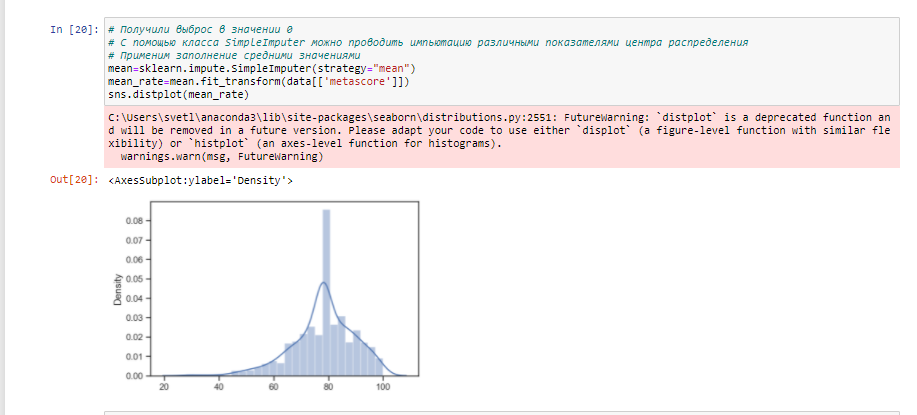 In [20]: # Получили выброс в значении 0
# С помощью класса SimpleImputer можно проводить импьютацию различными показателями центра распределения
# Применим заполнение средними значениями
mean=sklearn.impute.SimpleImputer(strategy="mean")
mean_rate=mean.fit_transform(data[['metascore']])
sns.distplot(mean_rate)
C:\Users\svetl\anaconda3\lib\site-packages\seaborn\distributions.py:2551: FutureWarning: `distplot` is a deprecated function an
d will be removed in a future version. Please adapt your code to use either `displot` (a figure-level function with similar fle
xibility) or `histplot` (an axes-level function for histograms).
warnings.warn(msg, FutureWarning)
Out[20]: <AxesSubplot:ylabel='Density'>
0.08
0.07
0.06
0.05
0.04
0.03
0.02
0.01
0.00
Density
20 40 60 80 100